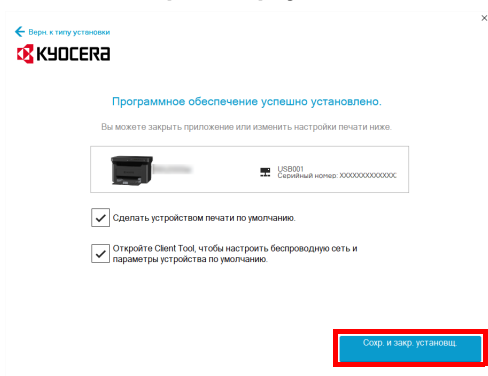 ×
Верн. к типу установки
KYOCERA
Программное обеспечение успешно установлено.
Вы можете закрыть приложение или изменить настройки печати ниже.
USB001
Серийный номер: XXXXXXXXXXXXX
Сделать устройством печати по умолчанию.
Откройте Client Tool, чтобы настроить беспроводную сеть и
параметры устройства по умолчанию.
Сохр. и закр. установщ.